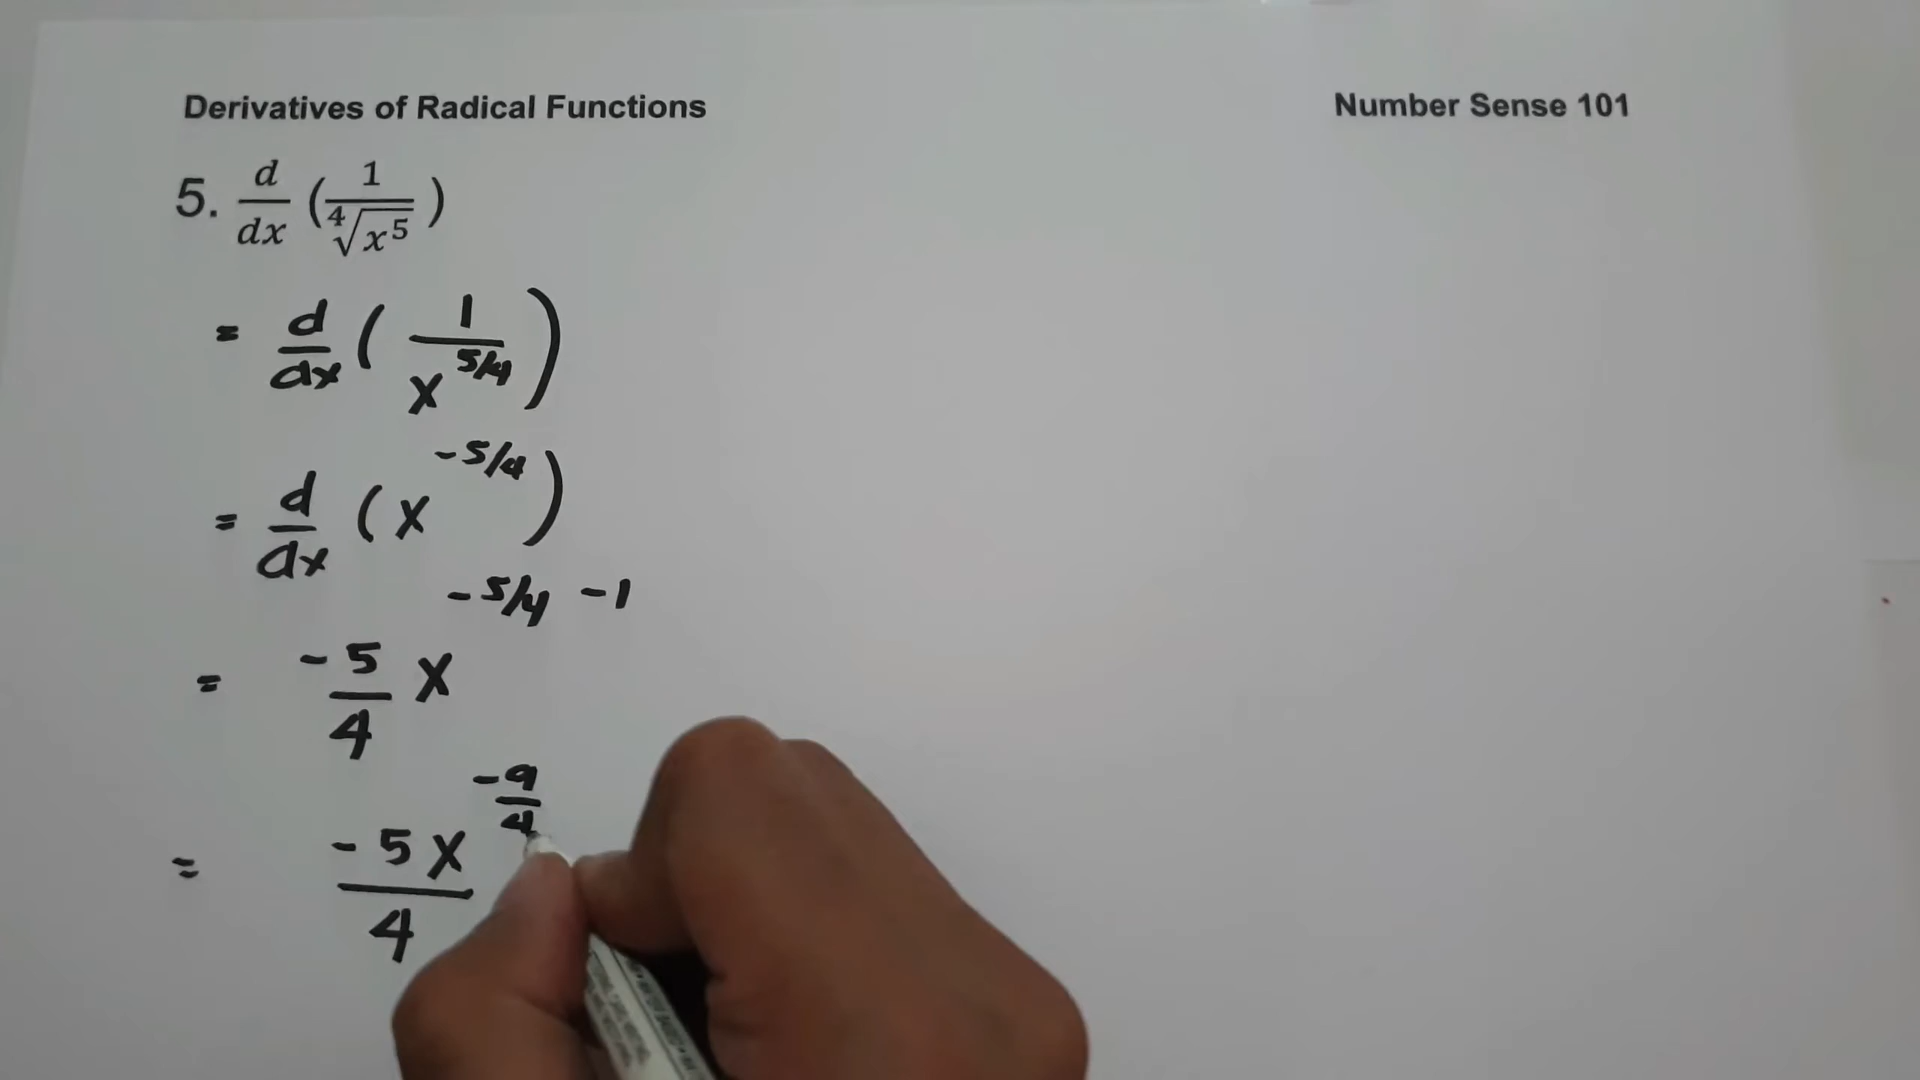 Derivatives of Radical Functions Number Sense 101
5. d/dx (1/⁴√x⁵)
= d/dx (1/x^5/4)
= d/dx (x^-5/4)
= -5/4 x^-5/4 -1
= -5x^-9/4 / 4